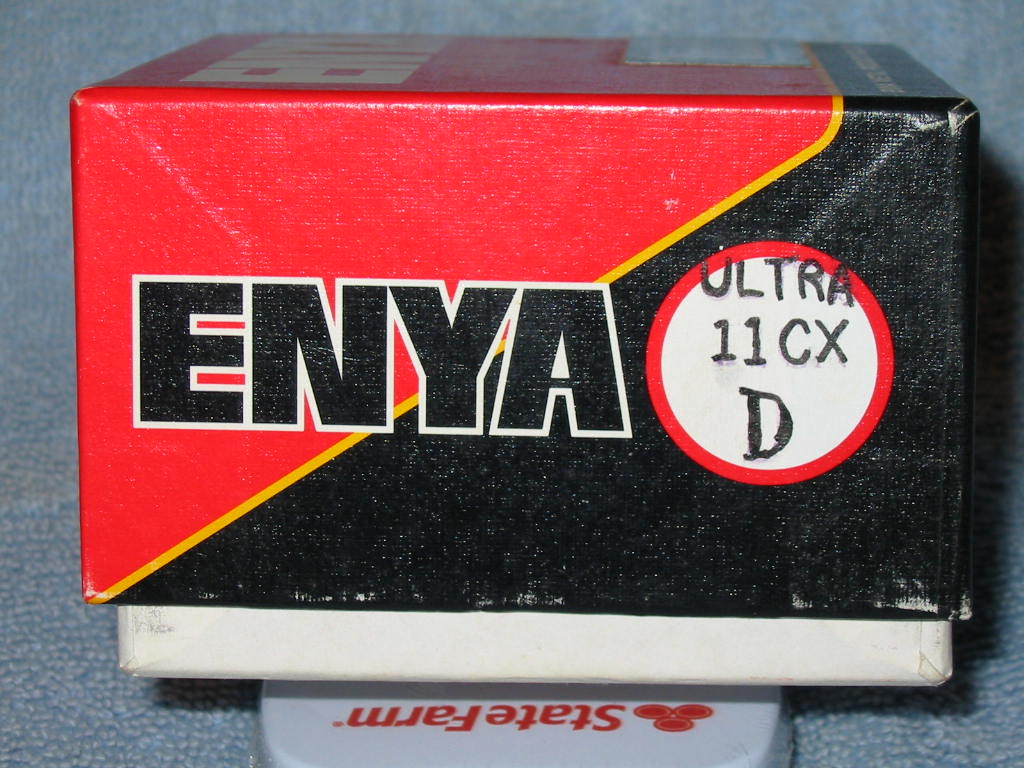 ENYA
ULTRA
11CX
D
State Farm